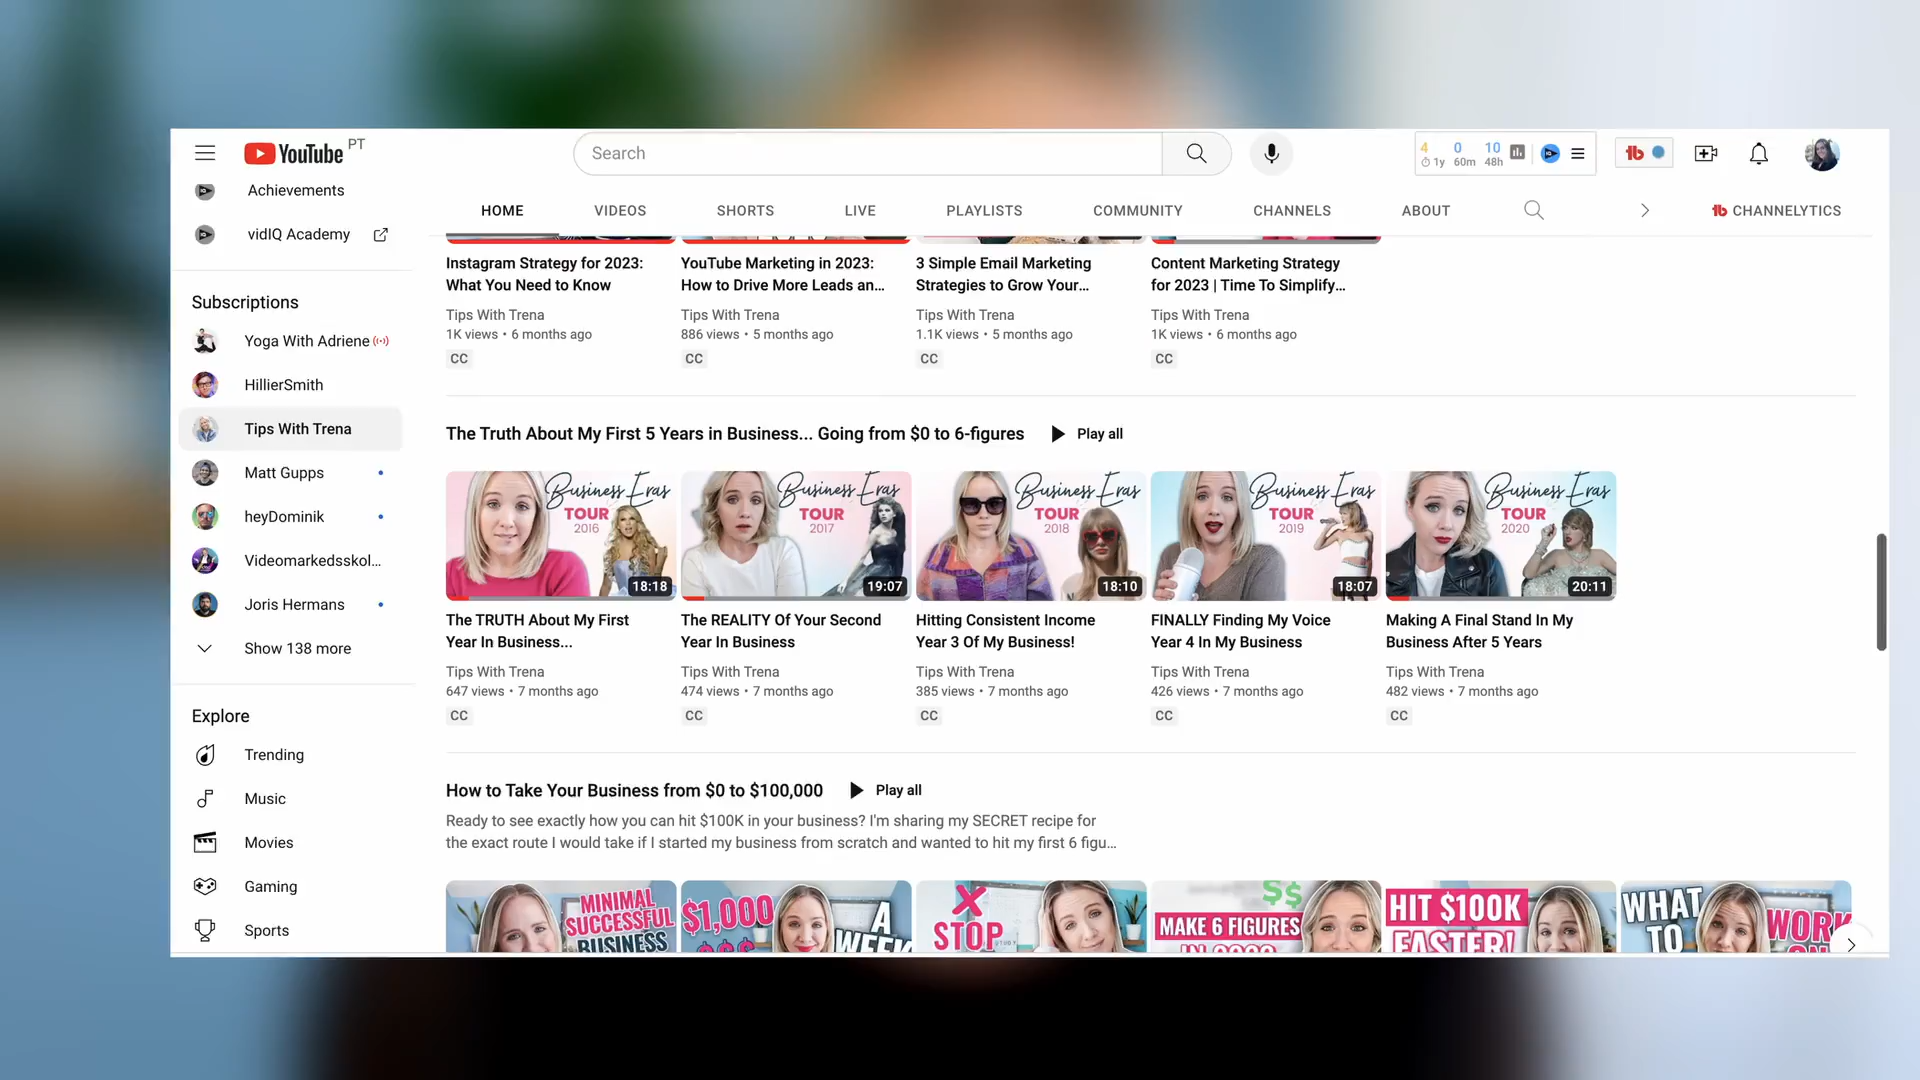 YouTube PT
Search
4 0 10
1y 60m 48h
Achievements
vidIQ Academy
HOME VIDEOS SHORTS LIVE PLAYLISTS COMMUNITY CHANNELS ABOUT CHANNELYTICS
Subscriptions
Yoga With Adriene
HillierSmith
Tips With Trena
Matt Gupps
heyDominik
Videomarkedsskol...
Joris Hermans
Show 138 more
Explore
Trending
Music
Movies
Gaming
Sports
Instagram Strategy for 2023:
What You Need to Know
Tips With Trena
1K views • 6 months ago
CC
YouTube Marketing in 2023:
How to Drive More Leads an...
Tips With Trena
886 views • 5 months ago
CC
3 Simple Email Marketing
Strategies to Grow Your...
Tips With Trena
1.1K views • 5 months ago
CC
Content Marketing Strategy
for 2023 | Time To Simplify...
Tips With Trena
1K views • 6 months ago
CC
The Truth About My First 5 Years in Business... Going from $0 to 6-figures Play all
Business Eras
TOUR
2016
18:18
The TRUTH About My First
Year In Business...
Tips With Trena
647 views • 7 months ago
CC
Business Eras
TOUR
2017
19:07
The REALITY Of Your Second
Year In Business
Tips With Trena
474 views • 7 months ago
CC
Business Eras
TOUR
2018
18:10
Hitting Consistent Income
Year 3 Of My Business!
Tips With Trena
385 views • 7 months ago
CC
Business Eras
TOUR
2019
18:07
FINALLY Finding My Voice
Year 4 In My Business
Tips With Trena
426 views • 7 months ago
CC
Business Eras
TOUR
2020
20:11
Making A Final Stand In My
Business After 5 Years
Tips With Trena
482 views • 7 months ago
CC
How to Take Your Business from $0 to $100,000 Play all
Ready to see exactly how you can hit $100K in your business? I'm sharing my SECRET recipe for
the exact route I would take if I started my business from scratch and wanted to hit my first 6 figu...
MINIMAL
SUCCESSFUL
BUSINESS
$1,000
$$$
A
WEEK
X
STOP
$$
MAKE 6 FIGURES
HIT $100K
FASTER!
WHAT
TO
WORK